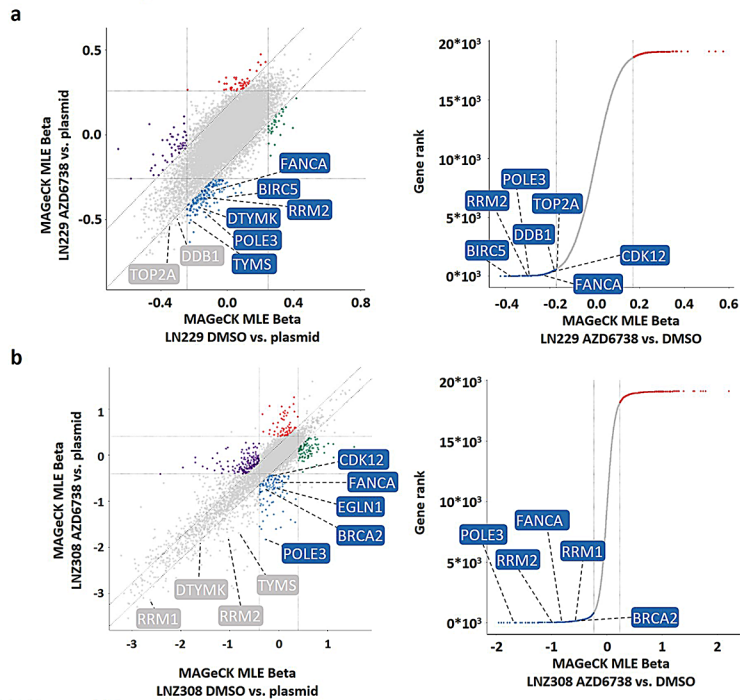 a
MAGeCK MLE Beta
LN229 AZD6738 vs. plasmid
0.5
0.0
-0.5
FANCA
BIRC5
RRM2
DTYMK
POLE3
TYMS
DDB1
TOP2A
-0.4
0.0
0.4
0.8
MAGeCK MLE Beta
LN229 DMSO vs. plasmid
Gene rank
20*10³
15*10³
10*10³
5*10³
0*10³
POLE3
RRM2
TOP2A
DDB1
BIRC5
CDK12
FANCA
-0.4
-0.2
0.0
0.2
0.4
0.6
MAGeCK MLE Beta
LN229 AZD6738 vs. DMSO
b
MAGeCK MLE Beta
LNZ308 AZD6738 vs. plasmid
1
0
-1
-2
-3
CDK12
FANCA
EGLN1
BRCA2
POLE3
TYMS
DTYMK
RRM2
RRM1
-3
-2
-1
0
1
MAGeCK MLE Beta
LNZ308 DMSO vs. plasmid
Gene rank
20*10³
15*10³
10*10³
5*10³
0*10³
FANCA
POLE3
RRM1
RRM2
BRCA2
-2
-1
0
1
2
MAGeCK MLE Beta
LNZ308 AZD6738 vs. DMSO